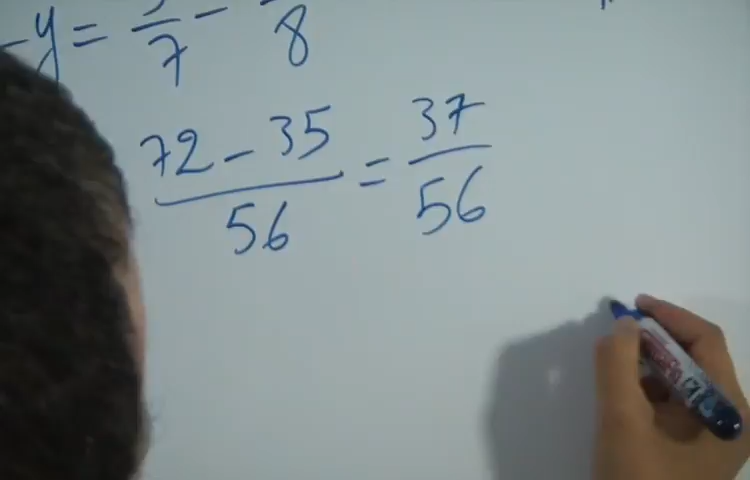 -y = /7 - /8
72 - 35/56 = 37/56